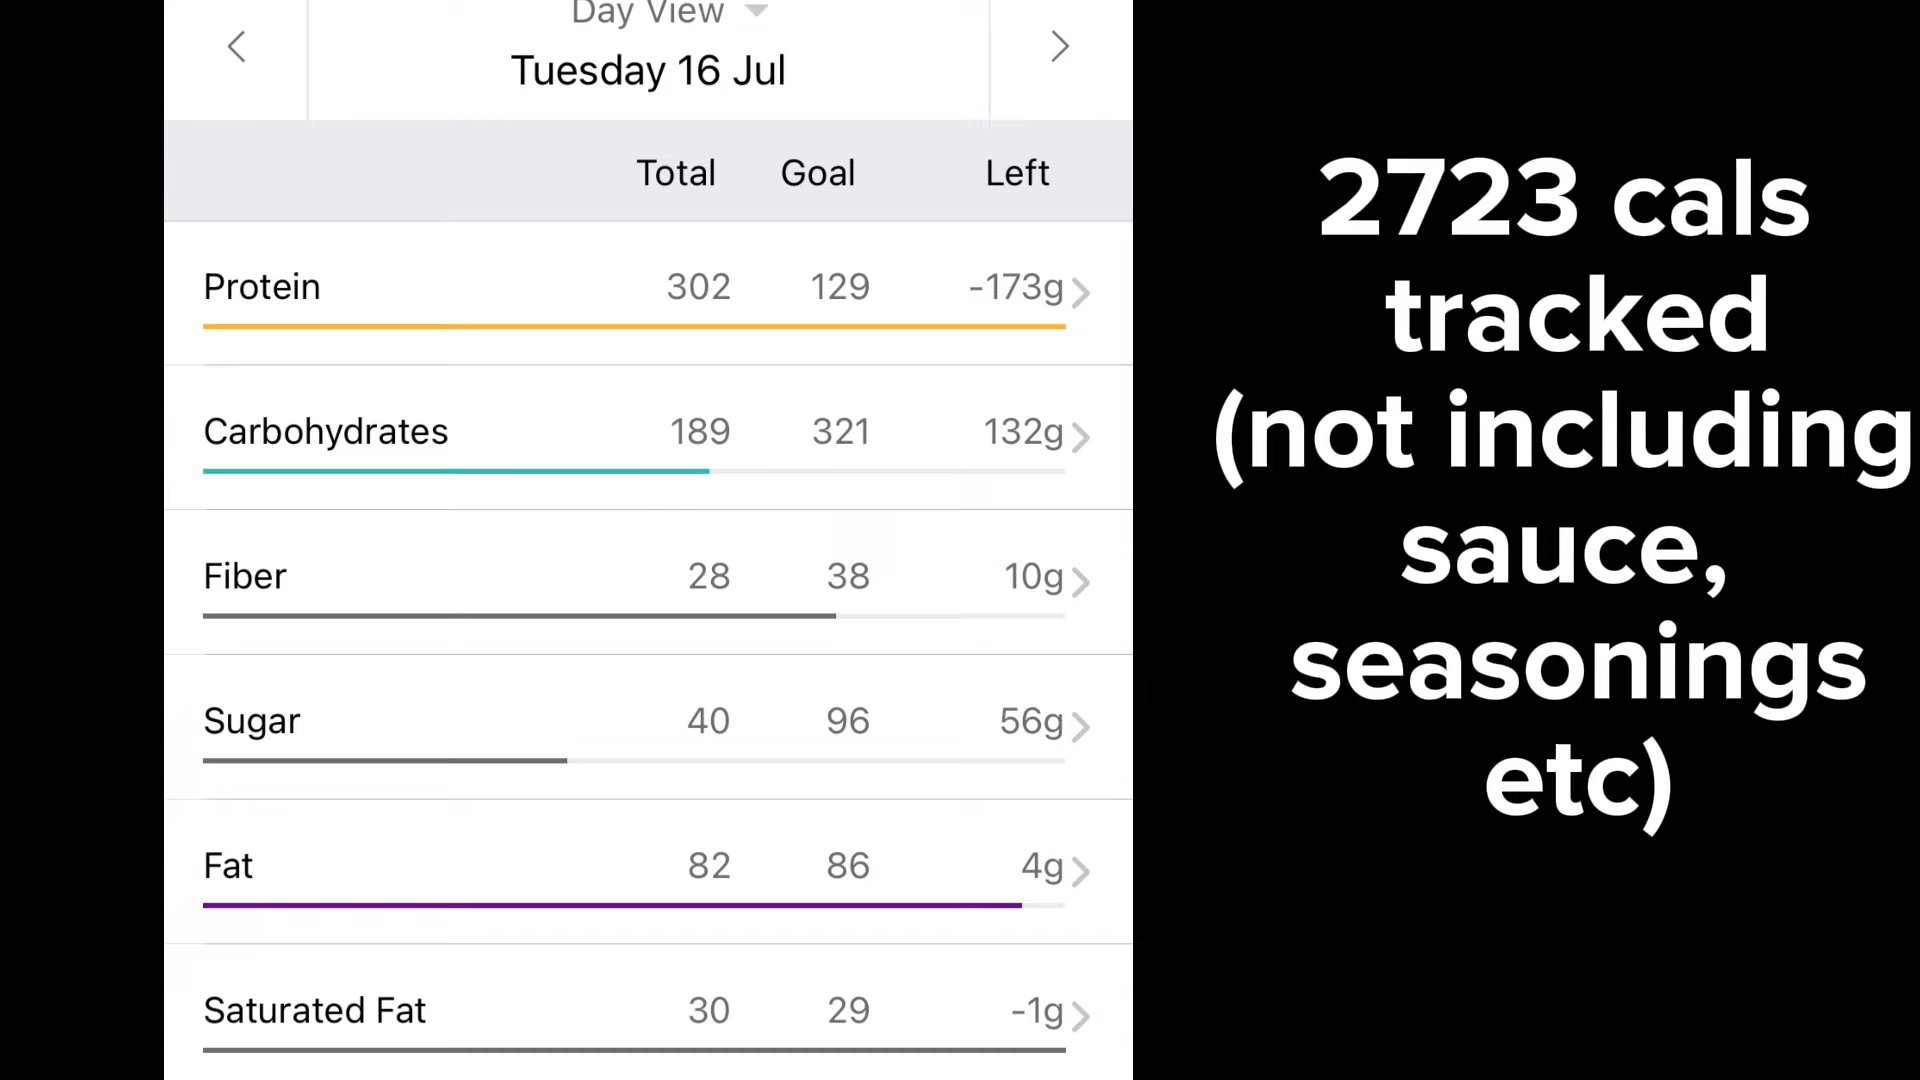 Day View
Tuesday 16 Jul
Total Goal Left
Protein 302 129 -173g
Carbohydrates 189 321 132g
Fiber 28 38 10g
Sugar 40 96 56g
Fat 82 86 4g
Saturated Fat 30 29 -1g
2723 cals
tracked
(not including
sauce,
seasonings
etc)